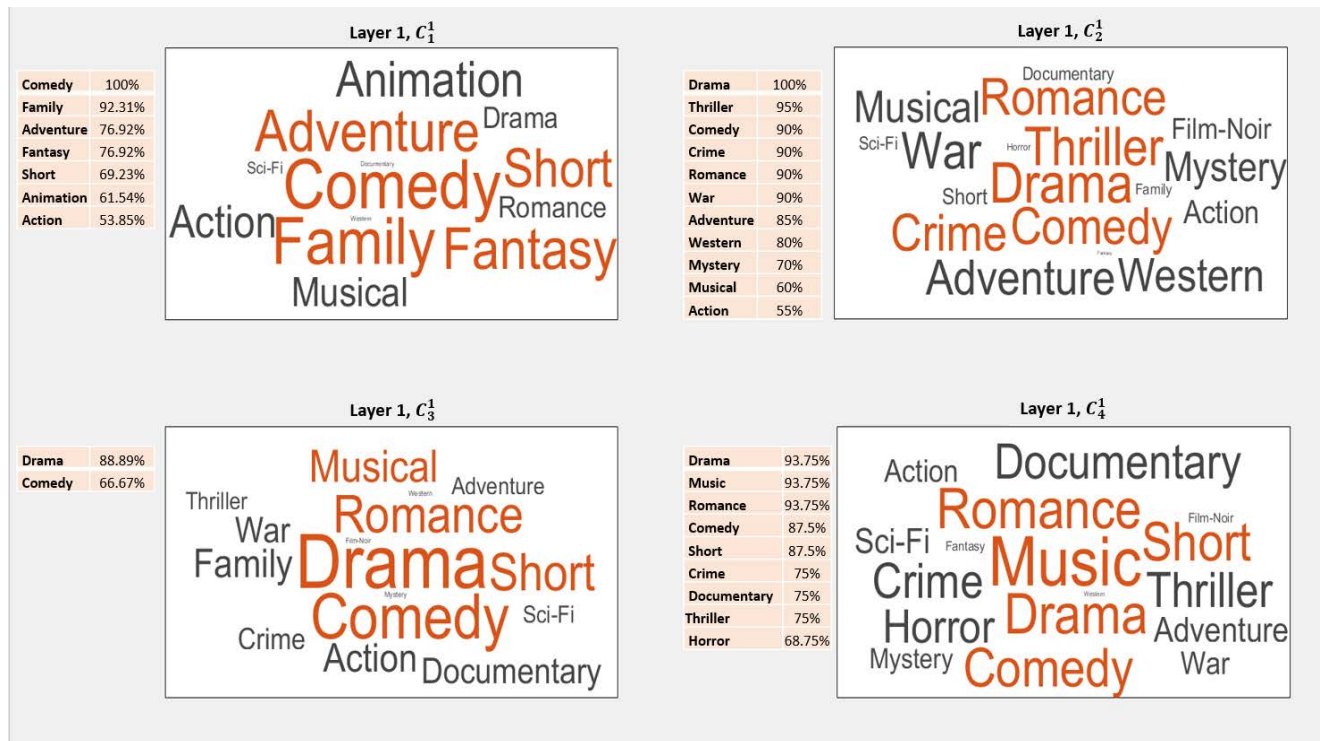 Layer 1, C₁¹
Comedy 100%
Family 92.31%
Adventure 76.92%
Fantasy 76.92%
Short 69.23%
Animation 61.54%
Action 53.85%
Animation
Adventure Drama
Sci-Fi Documentary
Comedy Short
Action Western Romance
Family Fantasy
Musical
Layer 1, C₂¹
Drama 100%
Thriller 95%
Comedy 90%
Crime 90%
Romance 90%
War 90%
Adventure 85%
Western 80%
Mystery 70%
Musical 60%
Action 55%
Documentary
Musical Romance
Sci-Fi War Horror Thriller Film-Noir
Mystery
Short Drama Family
Crime Comedy Action
Fantasy
Adventure Western
Layer 1, C₃¹
Drama 88.89%
Comedy 66.67%
Musical
Western Adventure
Thriller Romance
War Film-Noir
Family Drama Short
Mystery
Comedy Sci-Fi
Crime Action Documentary
Layer 1, C₄¹
Drama 93.75%
Music 93.75%
Romance 93.75%
Comedy 87.5%
Short 87.5%
Crime 75%
Documentary 75%
Thriller 75%
Horror 68.75%
Action Documentary
Romance Film-Noir
Sci-Fi Fantasy Music Short
Crime Western Thriller
Horror Drama Adventure
Mystery Comedy War